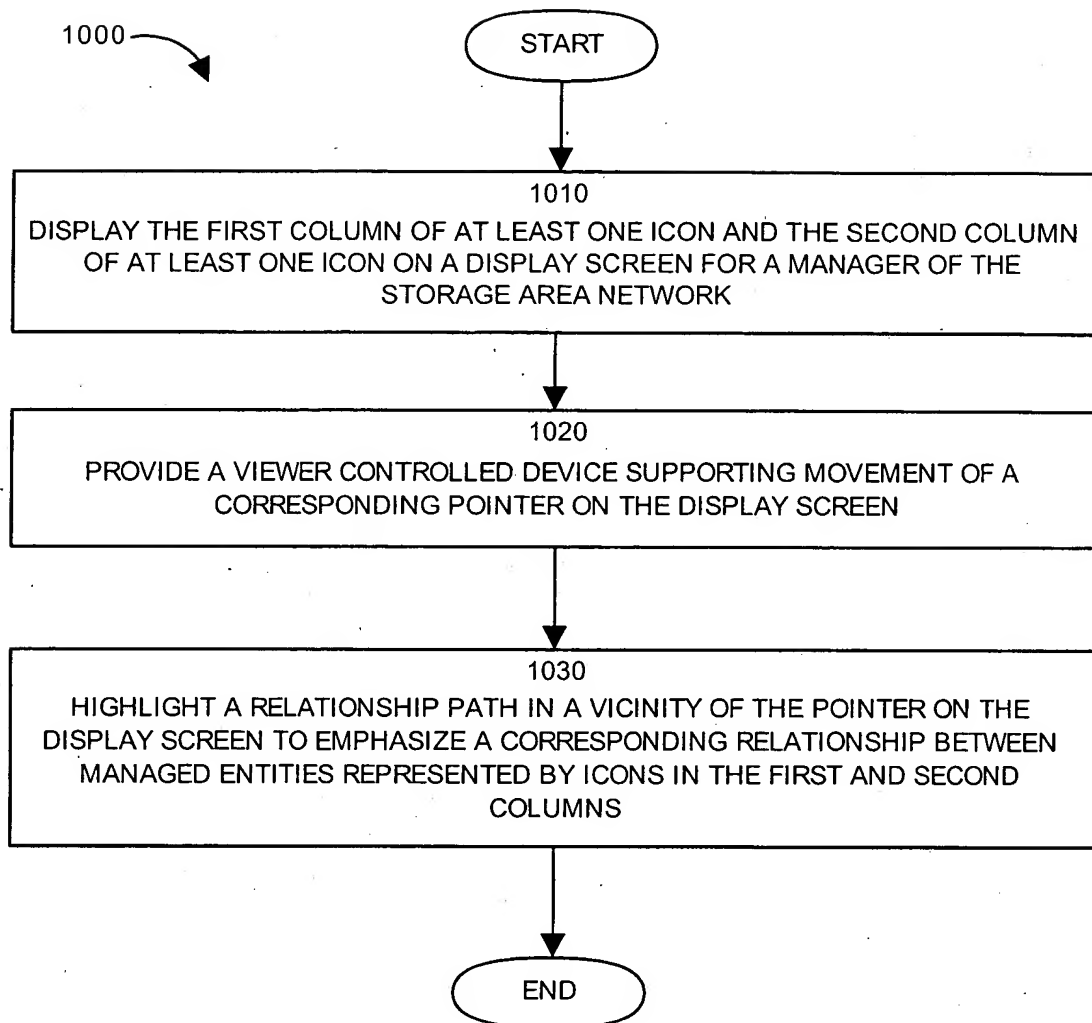 1000
START
1010
DISPLAY THE FIRST COLUMN OF AT LEAST ONE ICON AND THE SECOND COLUMN
OF AT LEAST ONE ICON ON A DISPLAY SCREEN FOR A MANAGER OF THE
STORAGE AREA NETWORK
1020
PROVIDE A VIEWER CONTROLLED DEVICE SUPPORTING MOVEMENT OF A
CORRESPONDING POINTER ON THE DISPLAY SCREEN
1030
HIGHLIGHT A RELATIONSHIP PATH IN A VICINITY OF THE POINTER ON THE
DISPLAY SCREEN TO EMPHASIZE A CORRESPONDING RELATIONSHIP BETWEEN
MANAGED ENTITIES REPRESENTED BY ICONS IN THE FIRST AND SECOND
COLUMNS
END